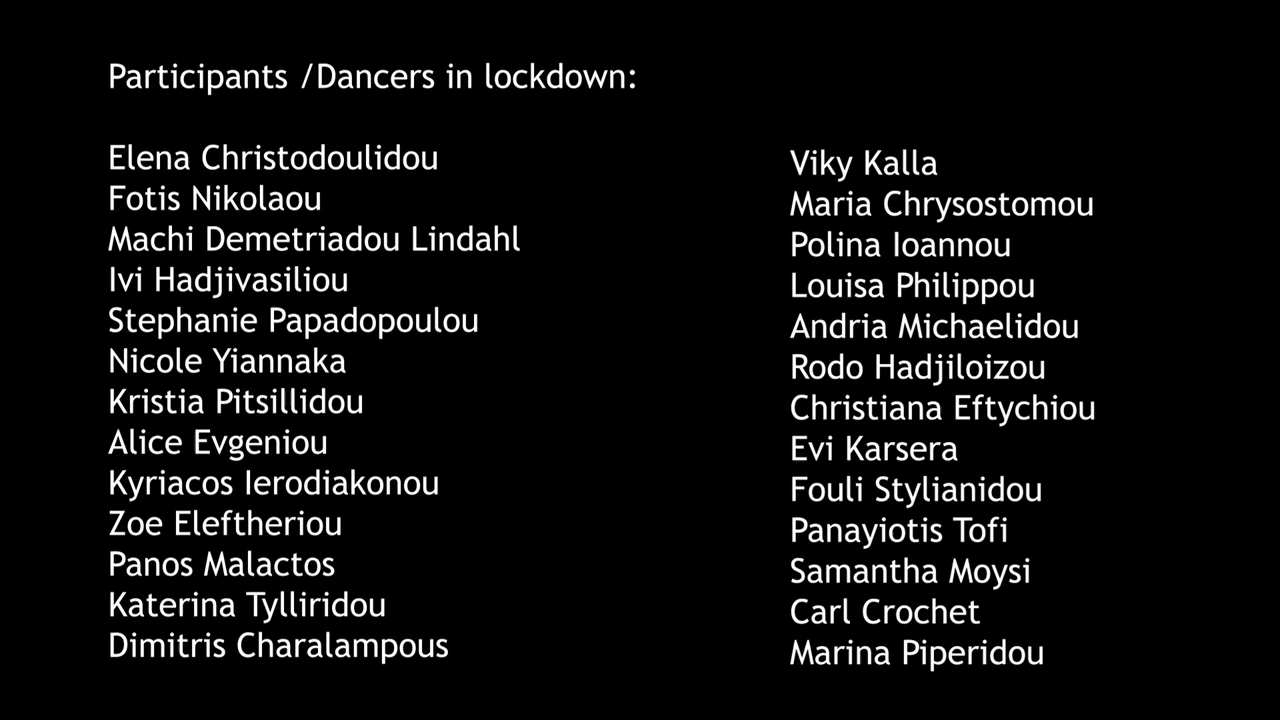 Participants /Dancers in lockdown:
Elena Christodoulidou
Fotis Nikolaou
Machi Demetriadou Lindahl
Ivi Hadjivasiliou
Stephanie Papadopoulou
Nicole Yiannaka
Kristia Pitsillidou
Alice Evgeniou
Kyriacos Ierodiakonou
Zoe Eleftheriou
Panos Malactos
Katerina Tylliridou
Dimitris Charalampous
Viky Kalla
Maria Chrysostomou
Polina Ioannou
Louisa Philippou
Andria Michaelidou
Rodo Hadjiloizou
Christiana Eftychiou
Evi Karsera
Fouli Stylianidou
Panayiotis Tofi
Samantha Moysi
Carl Crochet
Marina Piperidou